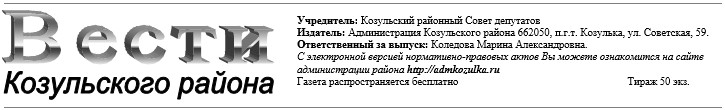 Вести
Козульского района
Учредитель: Козульский районный Совет депутатов
Издатель: Администрация Козульского района 662050, п.г.т. Козулька, ул. Советская, 59.
Ответственный за выпуск: Коледова Марина Александровна.
С электронной версией нормативно-правовых актов Вы можете ознакомится на сайте
администрации района http://admkozulka.ru
Газета распространяется бесплатно Тираж 50 экз.